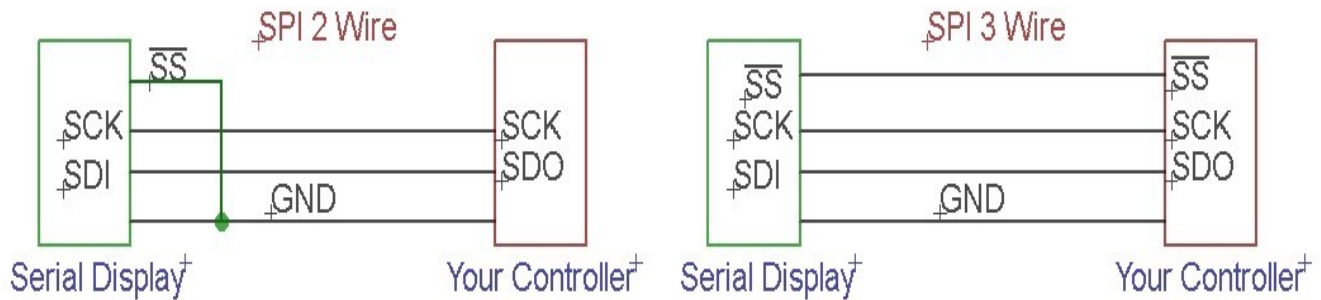 SPI 2 Wire
SS
SCK
SCK
SDI
SDO
GND
Serial Display
Your Controller
SPI 3 Wire
SS
SS
SCK
SCK
SDI
SDO
GND
Serial Display
Your Controller